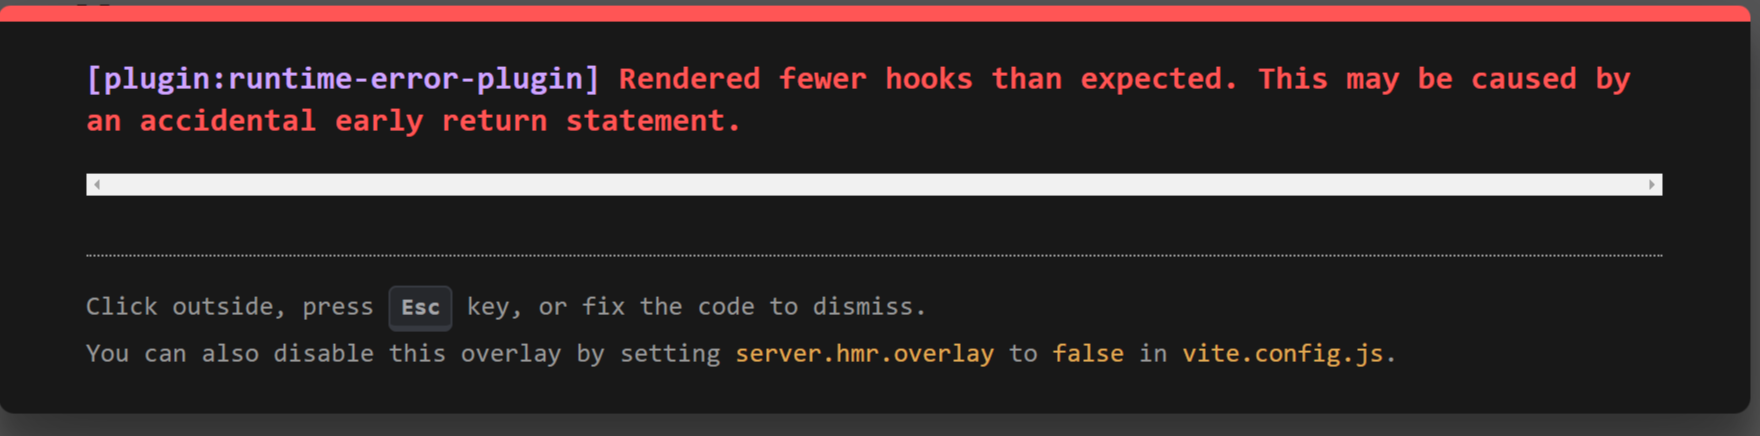 [plugin:runtime-error-plugin] Rendered fewer hooks than expected. This may be caused by
an accidental early return statement.
Click outside, press Esc key, or fix the code to dismiss.
You can also disable this overlay by setting server.hmr.overlay to false in vite.config.js.